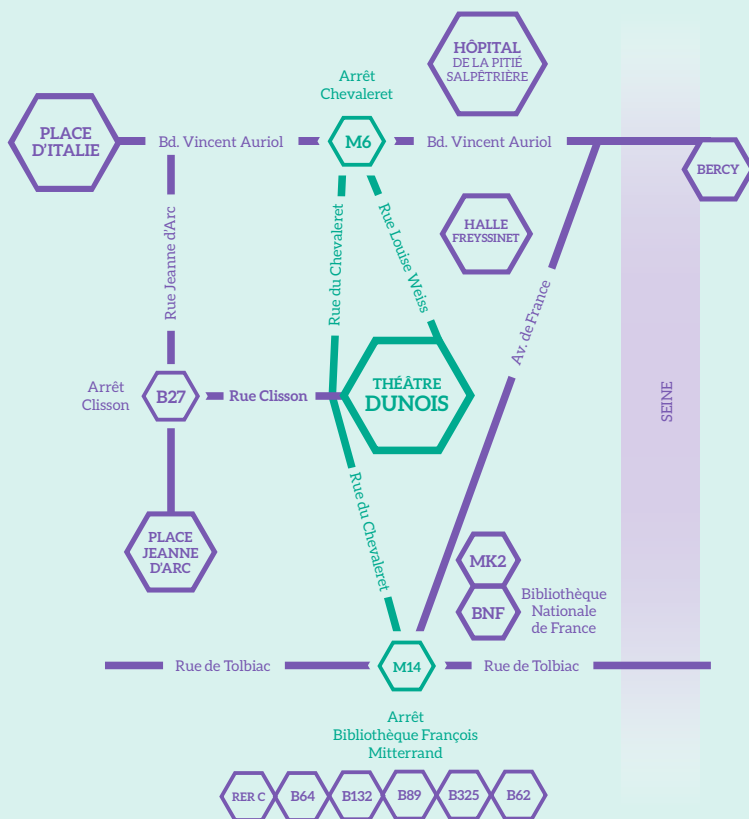 HÔPITAL
DE LA PITIÉ
SALPÊTRIÈRE
Arrêt
Chevaleret
PLACE
D'ITALIE
Bd. Vincent Auriol
M6
Bd. Vincent Auriol
BERCY
Rue Jeanne d'Arc
Rue du Chevaleret
Rue Louise Weiss
HALLE
FREYSSINET
Av. de France
SEINE
Arrêt
Clisson
B27
Rue Clisson
THÉÂTRE
DUNOIS
Rue du Chevaleret
PLACE
JEANNE
D'ARC
MK2
BNF
Bibliothèque
Nationale
de France
Rue de Tolbiac
M14
Rue de Tolbiac
Arrêt
Bibliothèque François
Mitterrand
RER C
B64
B132
B89
B325
B62